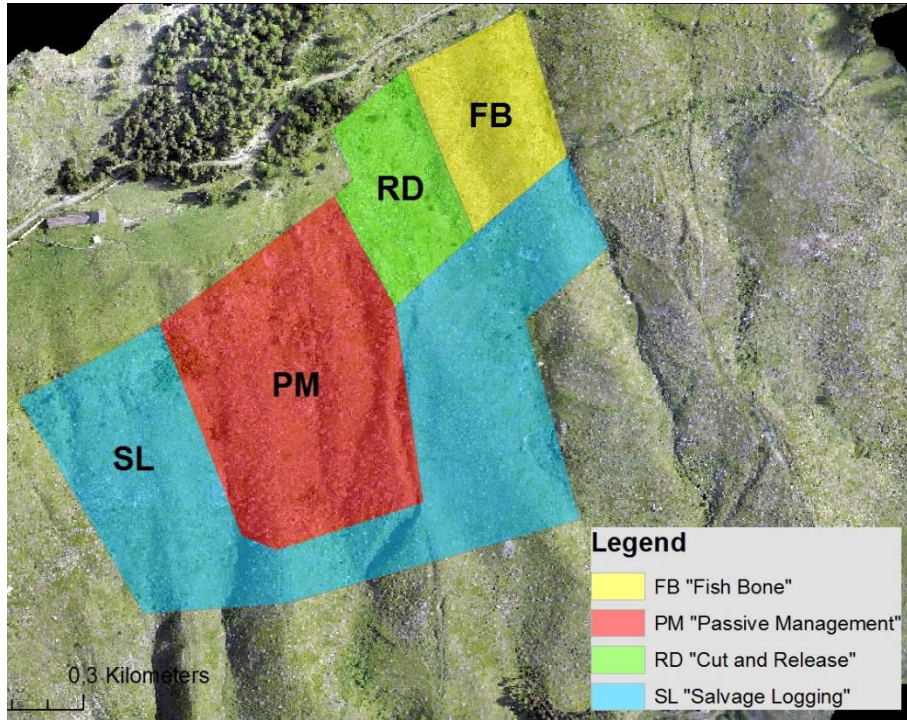 FB
RD
PM
SL
Legend
FB "Fish Bone"
PM "Passive Management"
RD "Cut and Release"
SL "Salvage Logging"
0.3 Kilometers